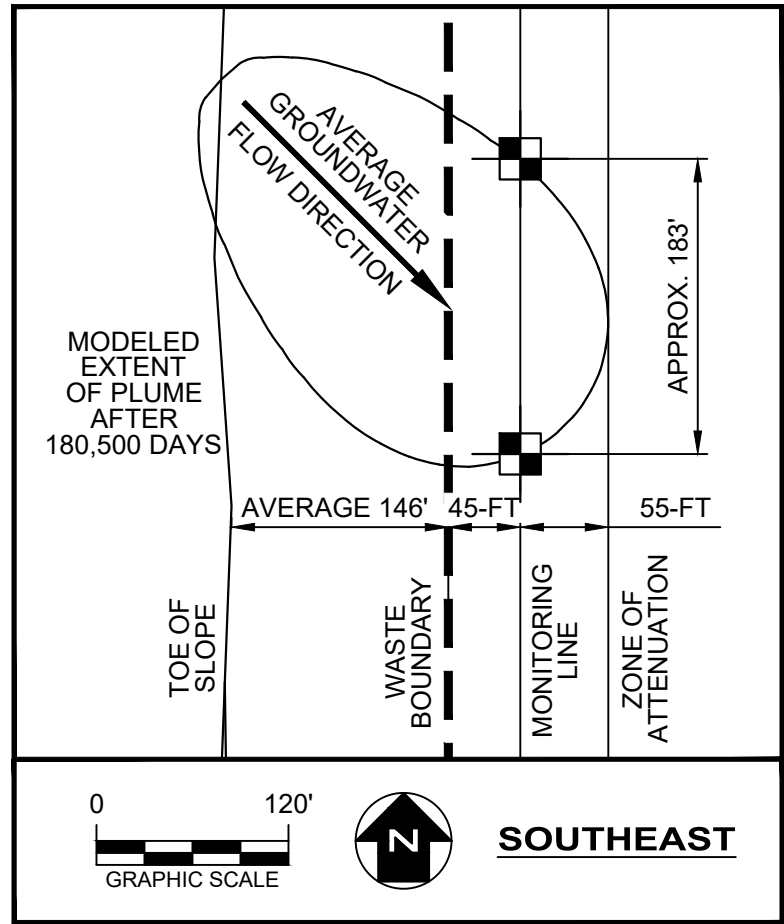 AVERAGE
GROUNDWATER
FLOW DIRECTION
APPROX. 183'
MODELED
EXTENT
OF PLUME
AFTER
180,500 DAYS
AVERAGE 146'
45-FT
55-FT
TOE OF
SLOPE
WASTE
BOUNDARY
MONITORING
LINE
ZONE OF
ATTENUATION
0
120'
GRAPHIC SCALE
N
SOUTHEAST